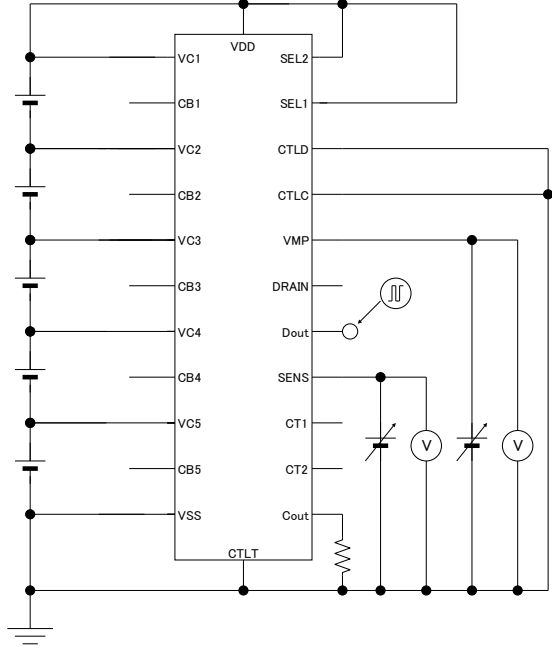 VDD
VC1
CB1
VC2
CB2
VC3
CB3
VC4
CB4
VC5
CB5
VSS
CTLT
SEL2
SEL1
CTLD
CTLC
VMP
DRAIN
Dout
SENS
CT1
CT2
Cout
V
V